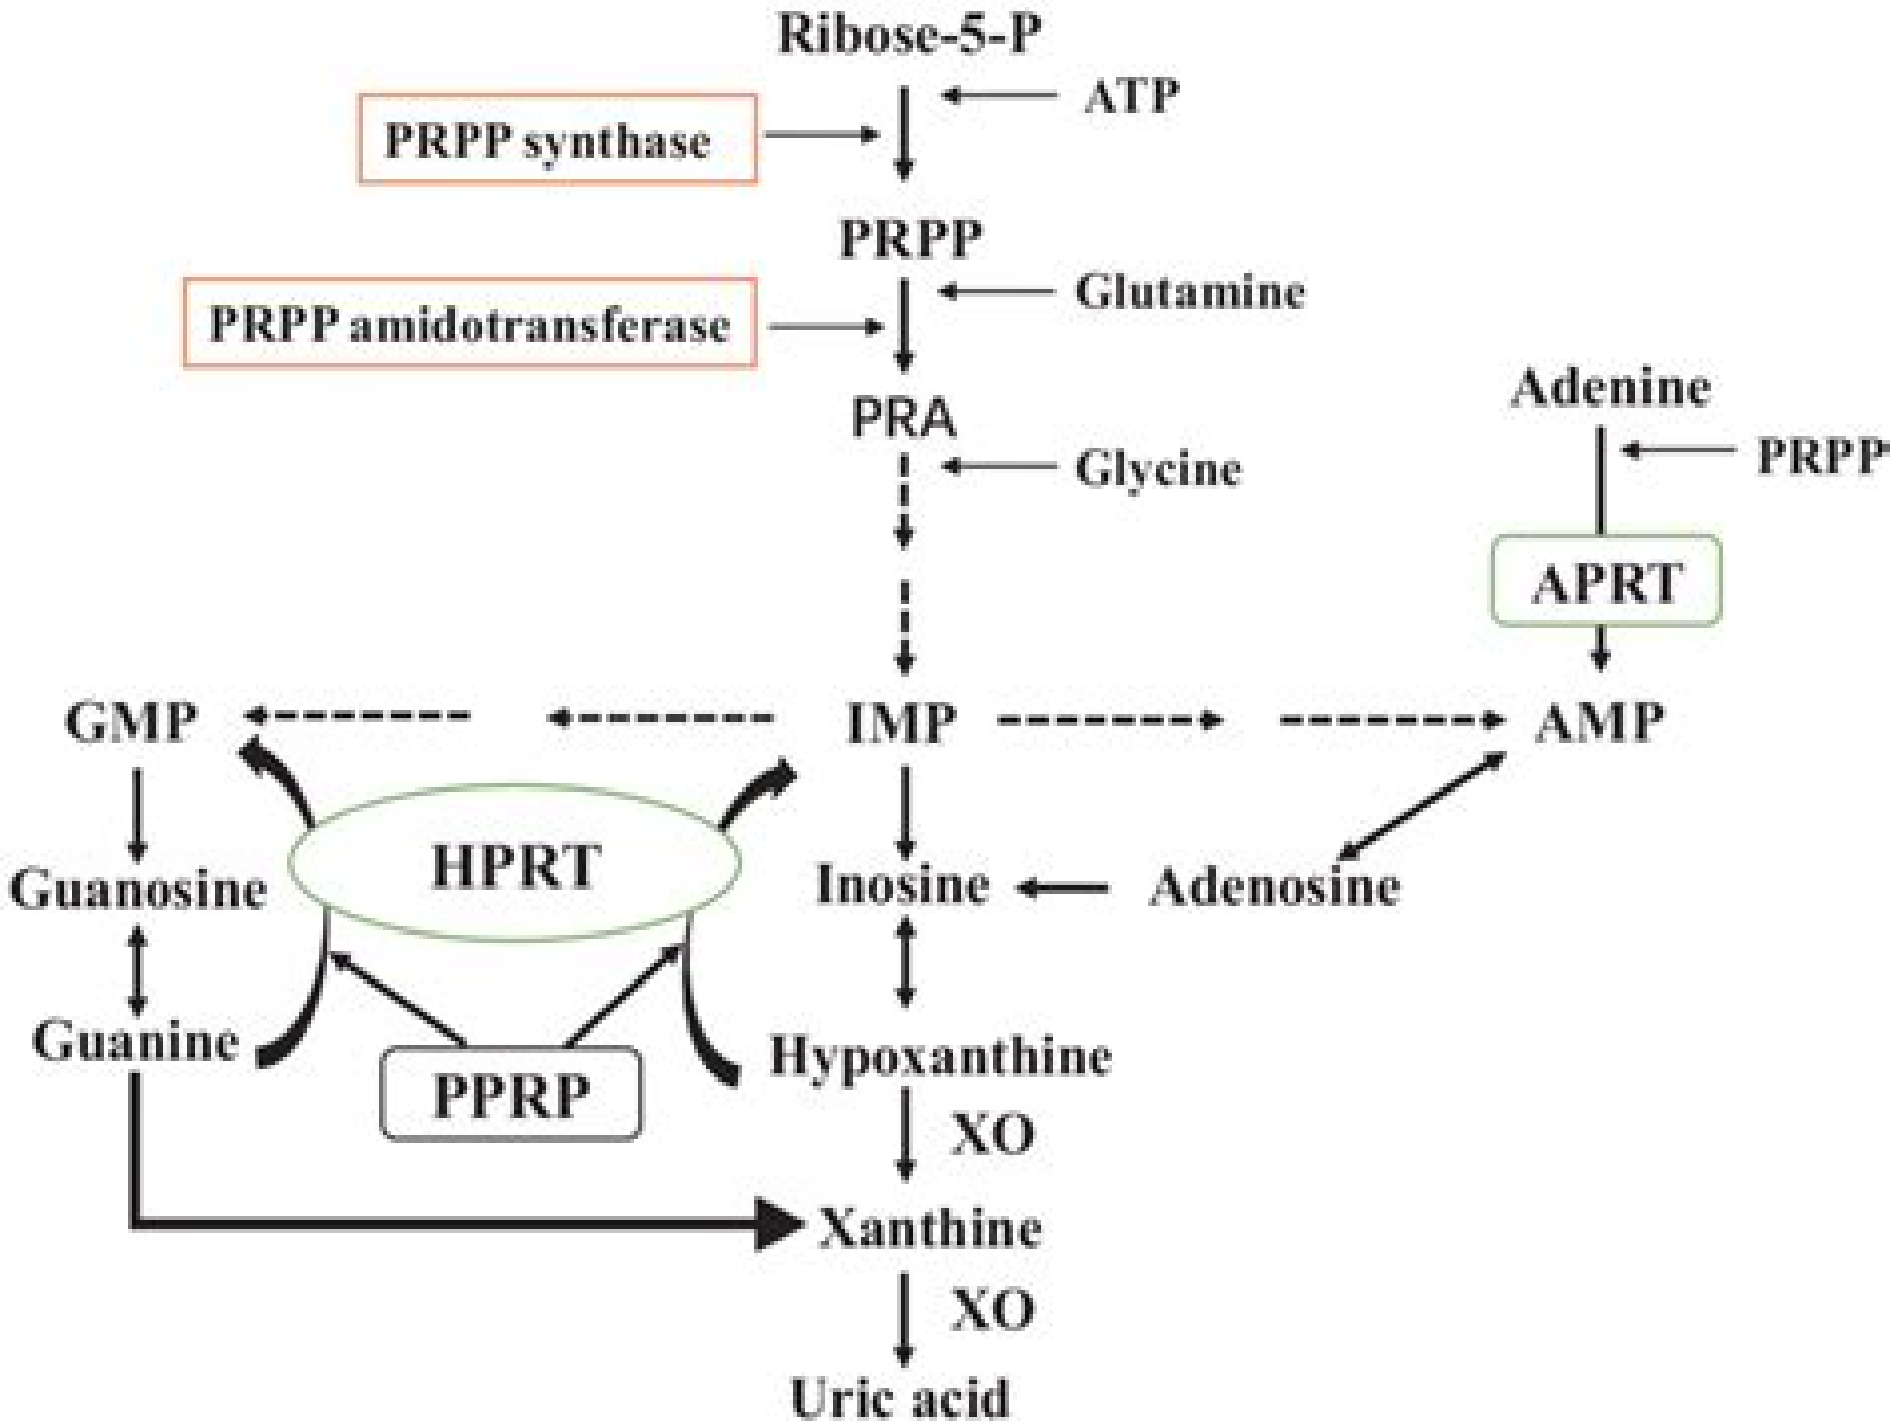 Ribose-5-P
ATP
PRPP synthase
PRPP
Glutamine
PRPP amidotransferase
PRA
Adenine
Glycine
PRPP
APRT
GMP
IMP
AMP
HPRT
Guanosine
Inosine
Adenosine
Guanine
Hypoxanthine
PPRP
XO
Xanthine
XO
Uric acid